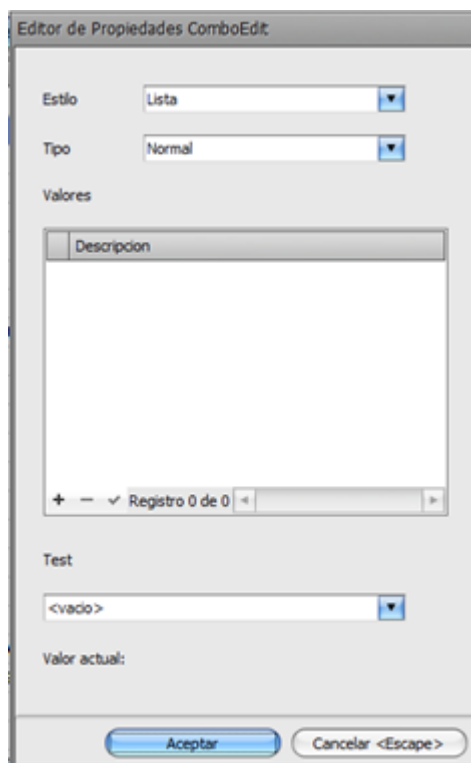 Editor de Propiedades ComboEdit
Estilo Lista
Tipo Normal
Valores
Descripcion
Registro 0 de 0
Test
<vacio>
Valor actual:
Aceptar Cancelar <Escape>